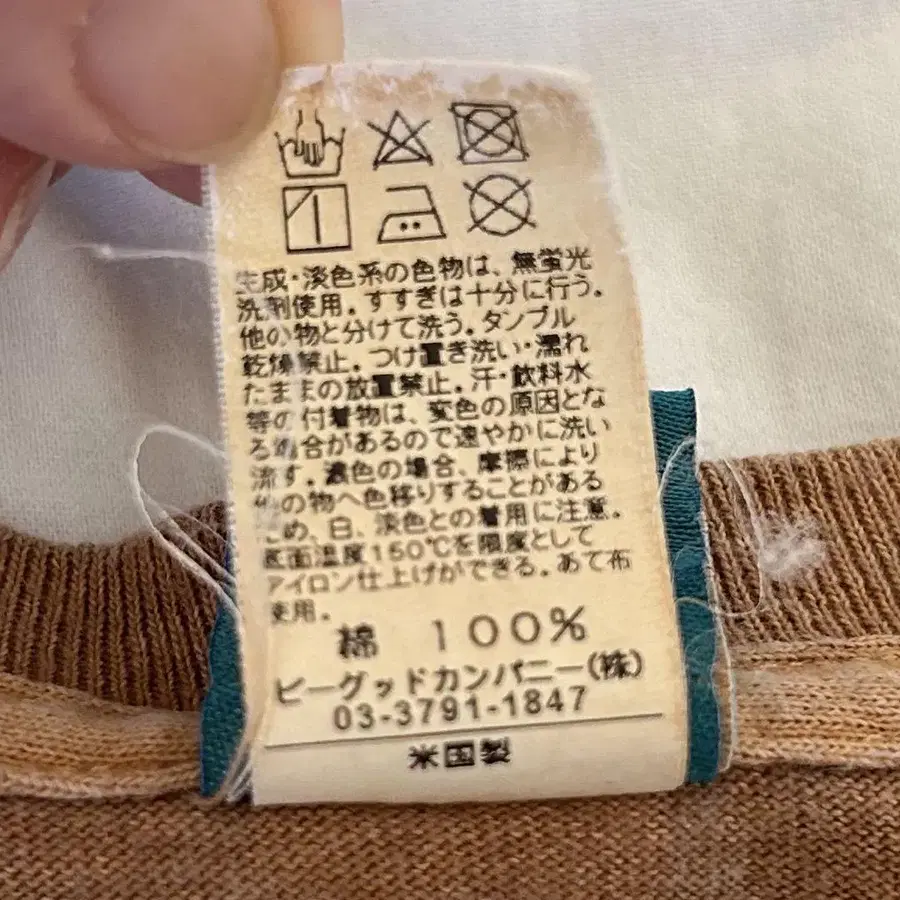 生成・淡色系の色物は、無蛍光
洗剤使用。すすぎは十分に行う。
他の物と分けて洗う。タンブル
乾燥禁止。つけ置き洗い・濡れ
たままの放置禁止。汗・飲料水
等の付着物は、変色の原因とな
る場合があるので速やかに洗い
流す。濃色の場合、摩擦により
他の物へ色移りすることがある
ため、白、淡色との着用に注意。
底面温度150℃を限度として
アイロン仕上げができる。あて布
使用。
綿 100%
ビーグッドカンパニー(株)
03-3791-1847
米国製